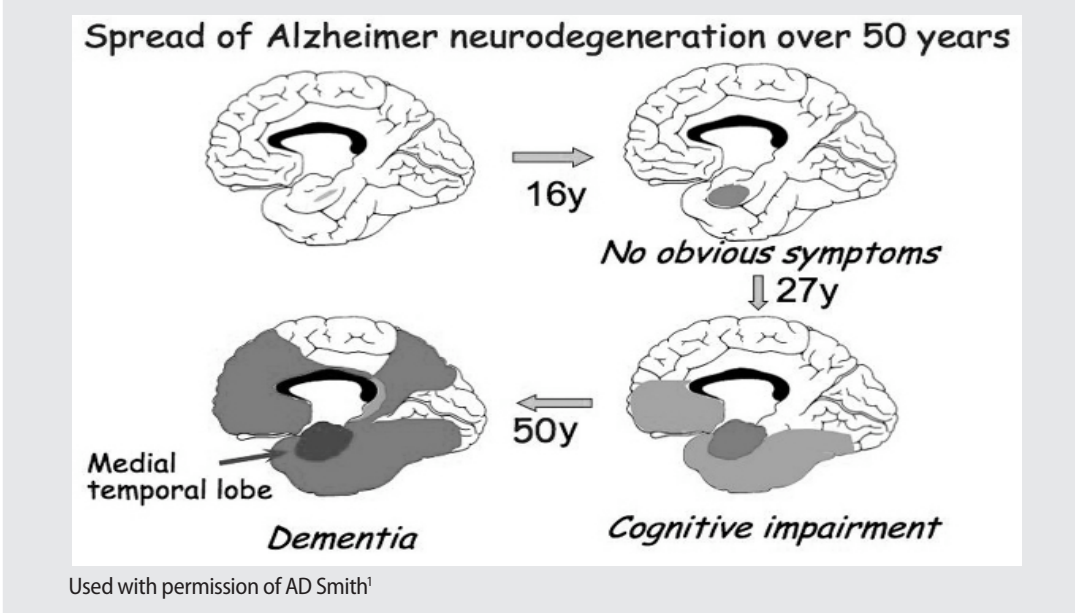 Spread of Alzheimer neurodegeneration over 50 years
16y
No obvious symptoms
27y
50y
Medial
temporal lobe
Dementia
Cognitive impairment
Used with permission of AD Smith¹